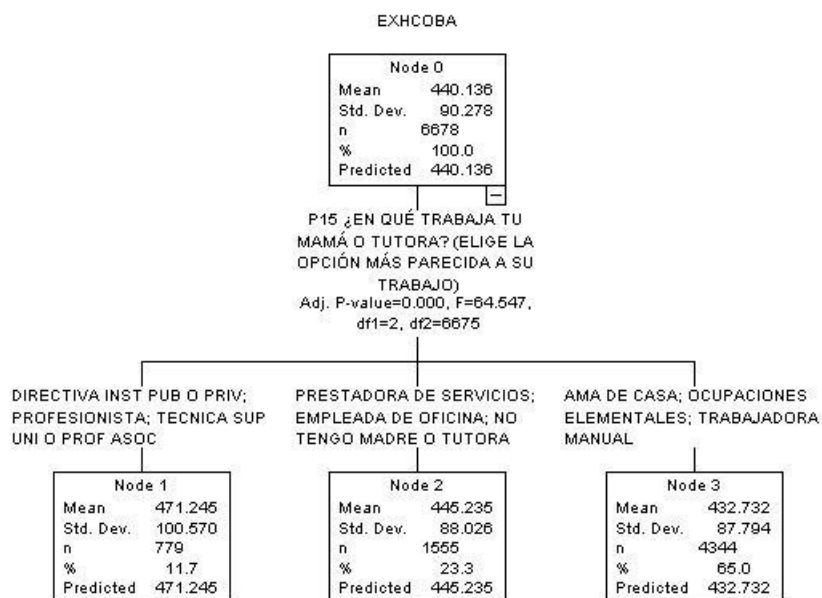 EXHCOBA
Node 0
Mean 440.136
Std. Dev. 90.278
n 6678
% 100.0
Predicted 440.136
P15 ¿EN QUÉ TRABAJA TU
MAMÁ O TUTORA? (ELIGE LA
OPCIÓN MÁS PARECIDA A SU
TRABAJO)
Adj. P-value=0.000, F=64.547,
df1=2, df2=6675
DIRECTIVA INST PUB O PRIV;
PROFESIONISTA; TECNICA SUP
UNI O PROF ASOC
Node 1
Mean 471.245
Std. Dev. 100.570
n 779
% 11.7
Predicted 471.245
PRESTADORA DE SERVICIOS;
EMPLEADA DE OFICINA; NO
TENGO MADRE O TUTORA
Node 2
Mean 445.235
Std. Dev. 88.026
n 1555
% 23.3
Predicted 445.235
AMA DE CASA; OCUPACIONES
ELEMENTALES; TRABAJADORA
MANUAL
Node 3
Mean 432.732
Std. Dev. 87.794
n 4344
% 65.0
Predicted 432.732